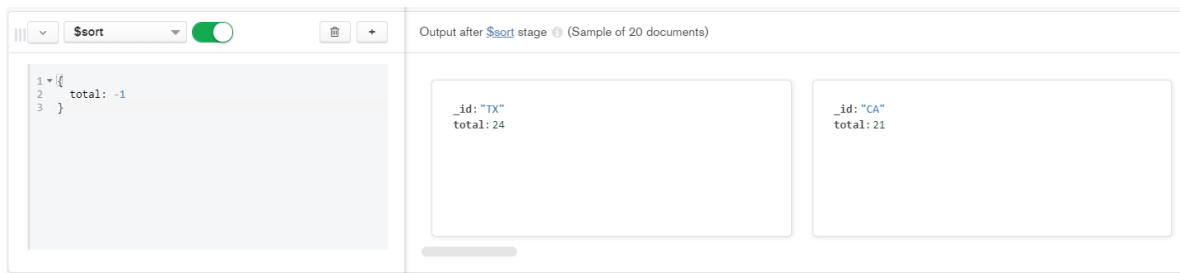 $sort
+
Output after $sort stage (Sample of 20 documents)
1 {
2 total: -1
3 }
_id:"TX"
total:24
_id:"CA"
total:21